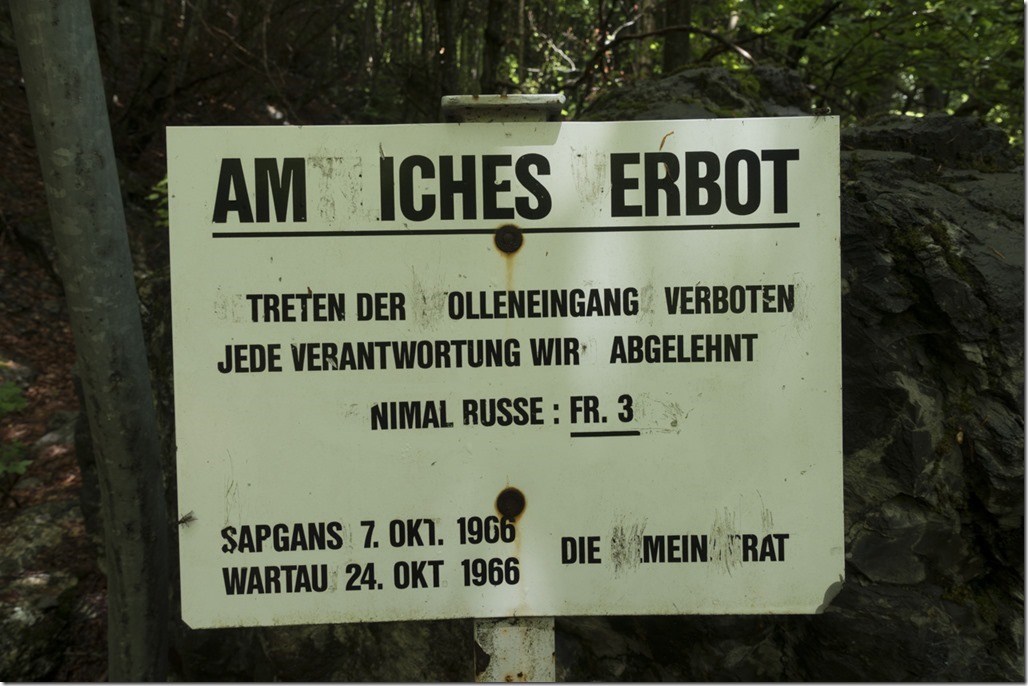 AM ICHES ERBOT
TRETEN DER OLLENEINGANG VERBOTEN
JEDE VERANTWORTUNG WIR ABGELEHNT
NIMAL RUSSE : FR. 3
SAPGANS 7. OKT. 1966
WARTAU 24. OKT 1966
DIE MEIN RAT